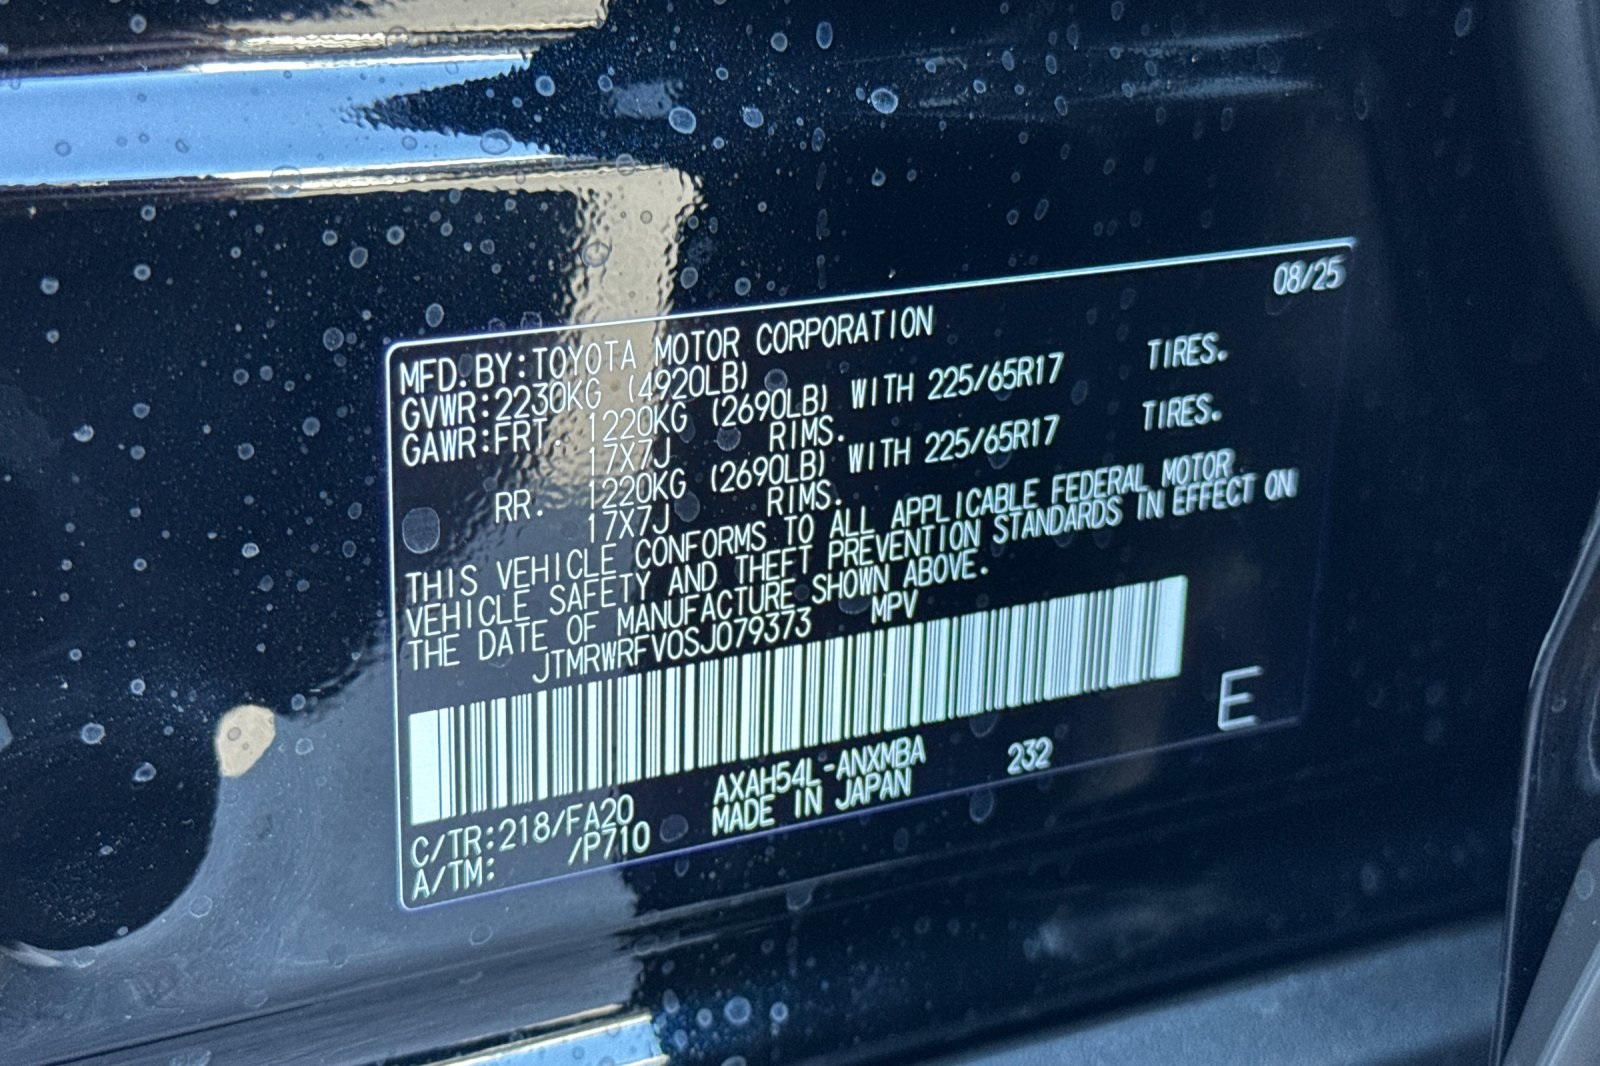 08/25
MFD. BY: TOYOTA MOTOR CORPORATION
GVWR: 2230KG (4920LB)
GAWR: FRT. 1220KG (2690LB) WITH 225/65R17 TIRES.
17X7J RIMS.
RR. 1220KG (2690LB) WITH 225/65R17 TIRES.
17X7J RIMS.
THIS VEHICLE CONFORMS TO ALL APPLICABLE FEDERAL MOTOR
VEHICLE SAFETY AND THEFT PREVENTION STANDARDS IN EFFECT ON
THE DATE OF MANUFACTURE SHOWN ABOVE.
JTMRWRFV0SJ079373 MPV
E
C/TR: 218/FA20 AXAH54L-ANXMBA 232
A/TM: /P710 MADE IN JAPAN